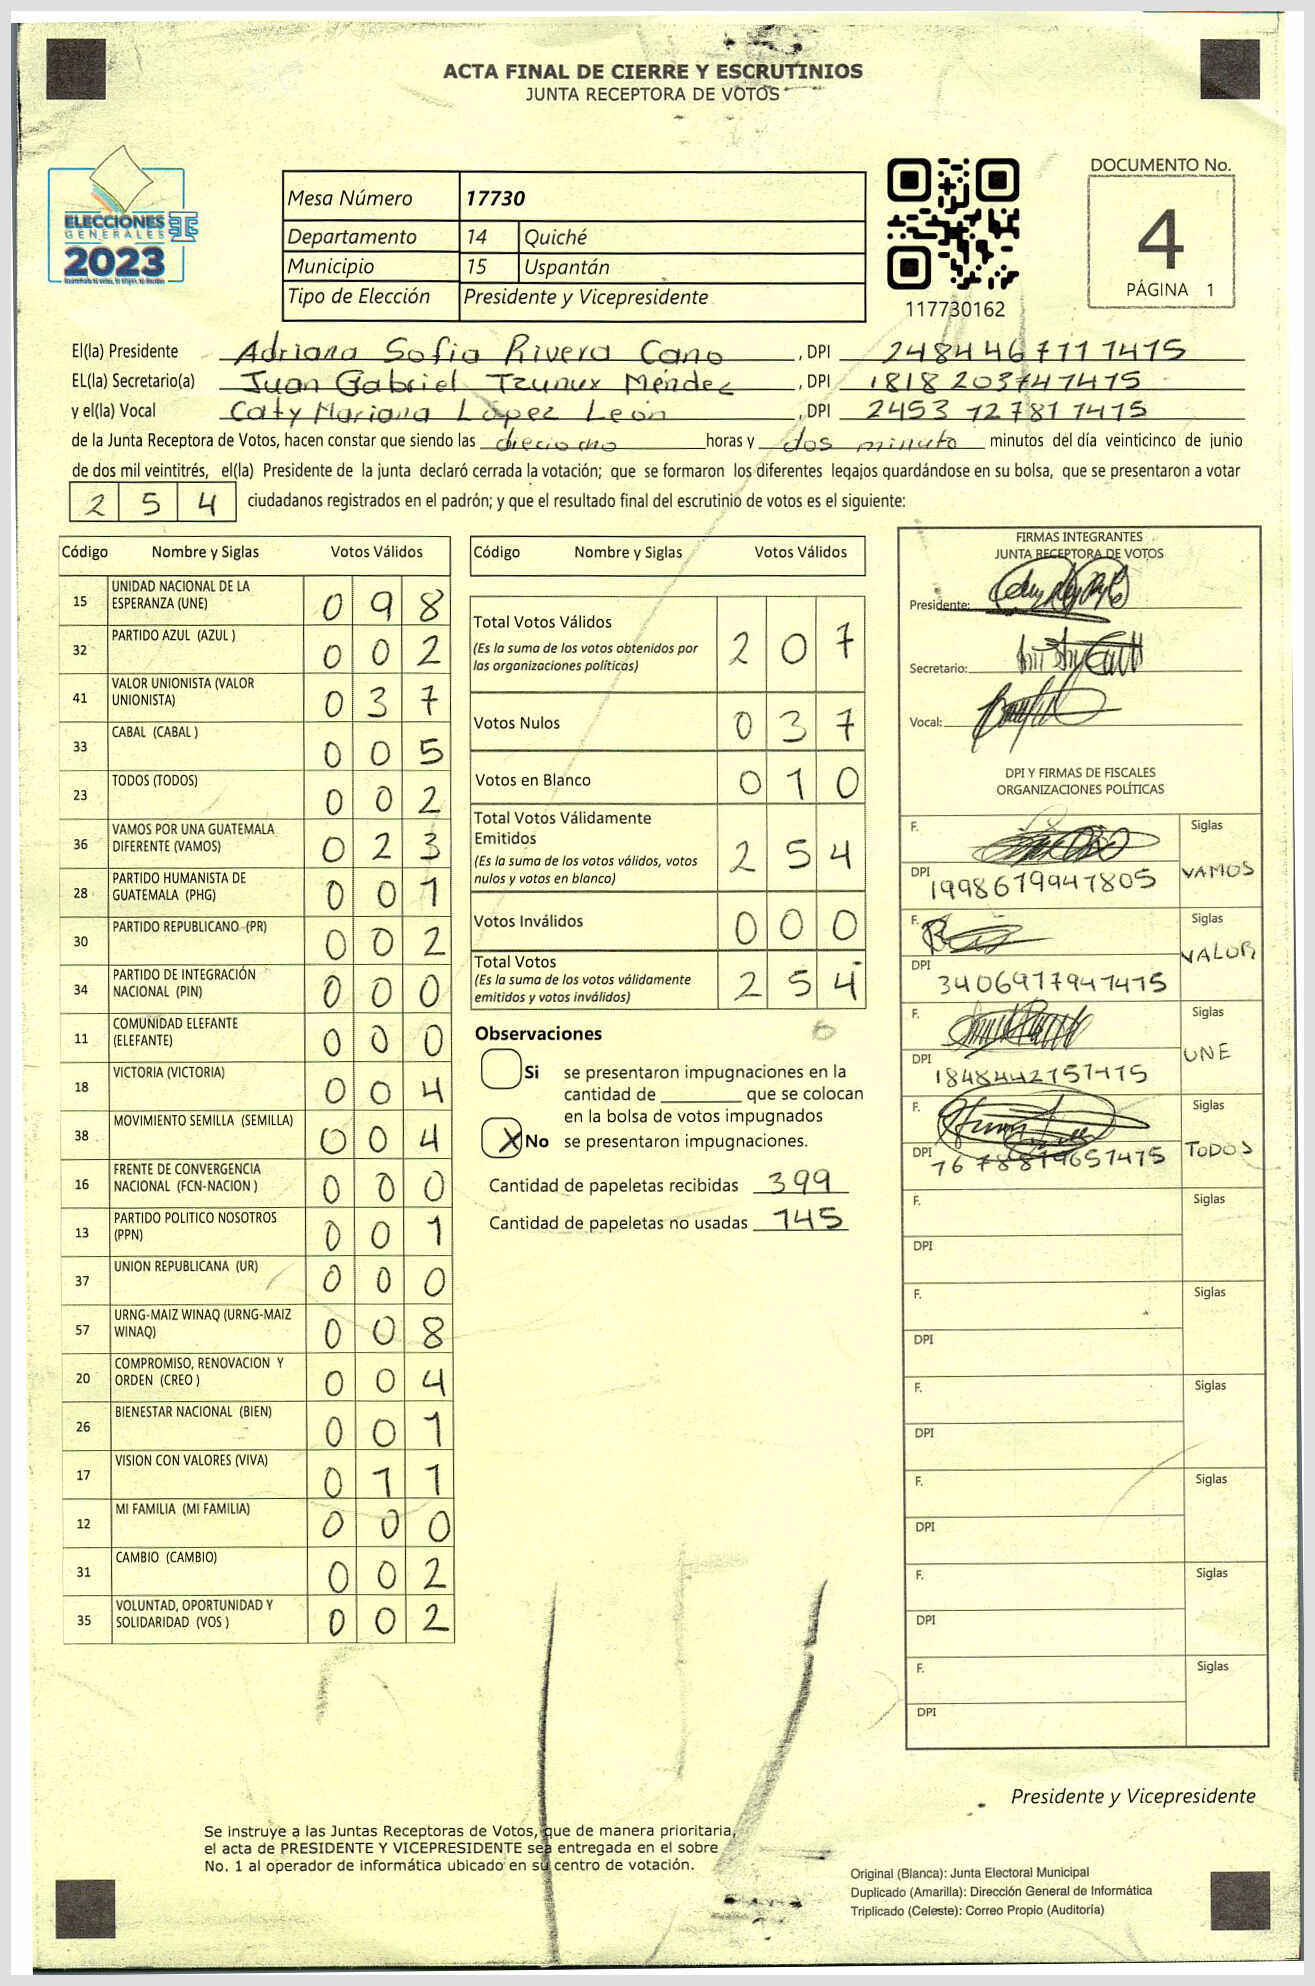 ACTA FINAL DE CIERRE Y ESCRUTINIOS
JUNTA RECEPTORA DE VOTOS
ELECCIONES
GENERALES
2023
Mesa Número 17730
Departamento 14 Quiché
Municipio 15 Uspantán
Tipo de Elección Presidente y Vicepresidente
117730162
DOCUMENTO No.
4
PÁGINA 1
El(la) Presidente Adriana Sofia Rivera Cano, DPI 2484467117415
EL(la) Secretario(a) Juan Gabriel Tzunux Méndez, DPI 1818203747415
y el(la) Vocal Caty Mariana López León, DPI 2453127817415
de la Junta Receptora de Votos, hacen constar que siendo las dieciocho horas y dos minuto minutos del día veinticinco de junio
de dos mil veintitrés, el(la) Presidente de la junta declaró cerrada la votación; que se formaron los diferentes legajos guardándose en su bolsa, que se presentaron a votar
2 5 4 ciudadanos registrados en el padrón; y que el resultado final del escrutinio de votos es el siguiente:
Código Nombre y Siglas Votos Válidos
15 UNIDAD NACIONAL DE LA ESPERANZA (UNE) 0 9 8
32 PARTIDO AZUL (AZUL ) 0 0 2
41 VALOR UNIONISTA (VALOR UNIONISTA) 0 3 7
33 CABAL (CABAL ) 0 0 5
23 TODOS (TODOS) 0 0 2
36 VAMOS POR UNA GUATEMALA DIFERENTE (VAMOS) 0 2 3
28 PARTIDO HUMANISTA DE GUATEMALA (PHG) 0 0 1
30 PARTIDO REPUBLICANO (PR) 0 0 2
34 PARTIDO DE INTEGRACIÓN NACIONAL (PIN) 0 0 0
11 COMUNIDAD ELEFANTE (ELEFANTE) 0 0 0
18 VICTORIA (VICTORIA) 0 0 4
38 MOVIMIENTO SEMILLA (SEMILLA) 0 0 4
16 FRENTE DE CONVERGENCIA NACIONAL (FCN-NACION ) 0 0 0
13 PARTIDO POLITICO NOSOTROS (PPN) 0 0 1
37 UNION REPUBLICANA (UR) 0 0 0
57 URNG-MAIZ WINAQ (URNG-MAIZ WINAQ) 0 0 8
20 COMPROMISO, RENOVACION Y ORDEN (CREO ) 0 0 4
26 BIENESTAR NACIONAL (BIEN) 0 0 1
17 VISION CON VALORES (VIVA) 0 1 1
12 MI FAMILIA (MI FAMILIA) 0 0 0
31 CAMBIO (CAMBIO) 0 0 2
35 VOLUNTAD, OPORTUNIDAD Y SOLIDARIDAD (VOS ) 0 0 2
Código Nombre y Siglas Votos Válidos
Total Votos Válidos 2 0 7
(Es la suma de los votos obtenidos por
las organizaciones políticas)
Votos Nulos 0 3 7
Votos en Blanco 0 1 0
Total Votos Válidamente
Emitidos 2 5 4
(Es la suma de los votos válidos, votos
nulos y votos en blanco)
Votos Inválidos 0 0 0
Total Votos 2 5 4
(Es la suma de los votos válidamente
emitidos y votos inválidos)
Observaciones
6
Si se presentaron impugnaciones en la
cantidad de ________ que se colocan
en la bolsa de votos impugnados
X No se presentaron impugnaciones.
Cantidad de papeletas recibidas 399
Cantidad de papeletas no usadas 145
FIRMAS INTEGRANTES
JUNTA RECEPTORA DE VOTOS
Presidente:
Secretario:
Vocal:
DPI Y FIRMAS DE FISCALES
ORGANIZACIONES POLÍTICAS
F. Siglas
DPI 1998679947805 VAMOS
F. Siglas
DPI 3406977947415 VALOR
F. Siglas
DPI 1848442757415 UNE
F. Siglas
DPI TODOS
F. Siglas
DPI
F. Siglas
DPI
F. Siglas
DPI
F. Siglas
DPI
F. Siglas
DPI
F. Siglas
DPI
Presidente y Vicepresidente
Se instruye a las Juntas Receptoras de Votos, que de manera prioritaria,
el acta de PRESIDENTE Y VICEPRESIDENTE sea entregada en el sobre
No. 1 al operador de informática ubicado en su centro de votación.
Original (Blanca): Junta Electoral Municipal
Duplicado (Amarilla): Dirección General de Informática
Triplicado (Celeste): Correo Propio (Auditoría)